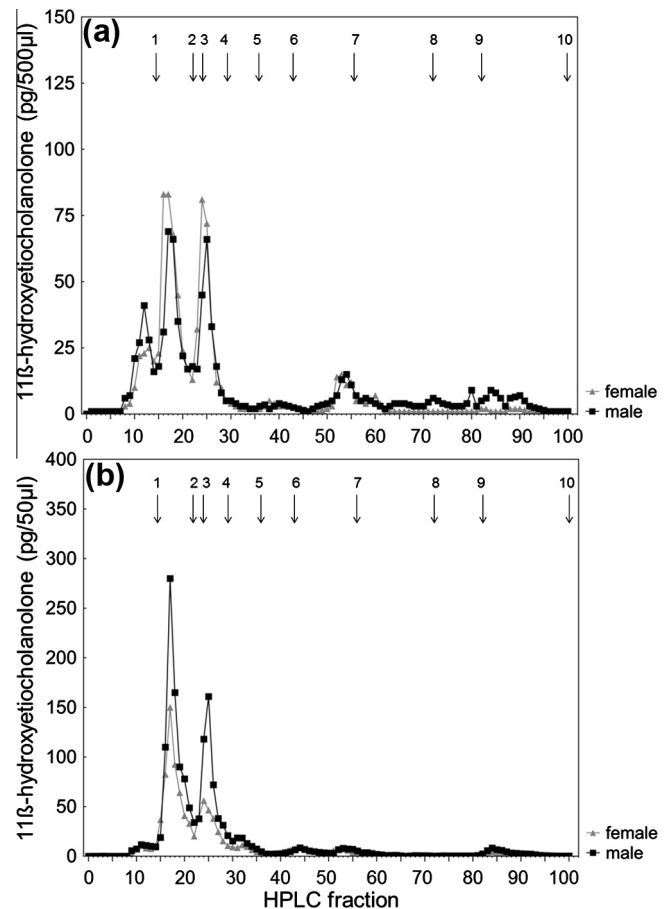 (a)
11ß-hydroxyetiocholanolone (pg/500µl)
150
125
100
75
50
25
0
1 2 3 4 5 6 7 8 9 10
0 10 20 30 40 50 60 70 80 90 100
female
male
(b)
11ß-hydroxyetiocholanolone (pg/50µl)
400
350
300
250
200
150
100
50
0
1 2 3 4 5 6 7 8 9 10
0 10 20 30 40 50 60 70 80 90 100
HPLC fraction
female
male